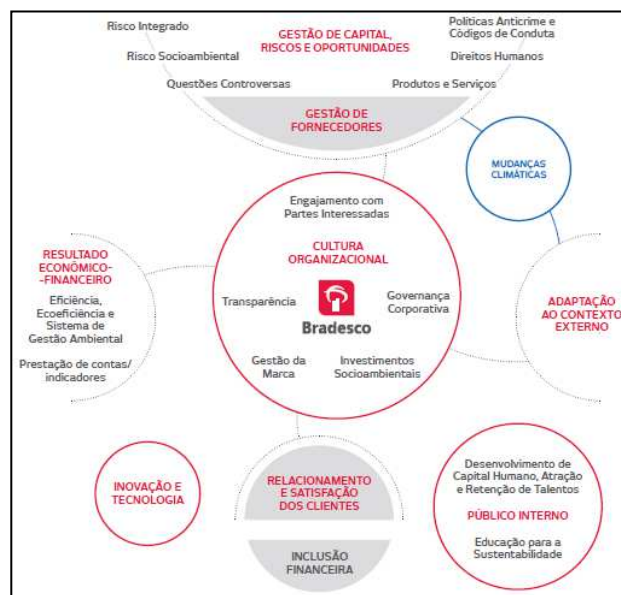 Risco Integrado
GESTÃO DE CAPITAL,
RISCOS E OPORTUNIDADES
Políticas Anticrime e
Códigos de Conduta
Risco Socioambiental
Direitos Humanos
Questões Controversas
Produtos e Serviços
GESTÃO DE
FORNECEDORES
MUDANÇAS
CLIMÁTICAS
Engajamento com
Partes Interessadas
CULTURA
ORGANIZACIONAL
Transparência
Bradesco
Governança
Corporativa
Gestão da
Marca
Investimentos
Socioambientais
RESULTADO
ECONÔMICO-
-FINANCEIRO
Eficiência,
Ecoeficiência e
Sistema de
Gestão Ambiental
Prestação de contas/
indicadores
ADAPTAÇÃO
AO CONTEXTO
EXTERNO
INOVAÇÃO E
TECNOLOGIA
RELACIONAMENTO
E SATISFAÇÃO
DOS CLIENTES
INCLUSÃO
FINANCEIRA
Desenvolvimento de
Capital Humano, Atração
e Retenção de Talentos
PÚBLICO INTERNO
Educação para a
Sustentabilidade